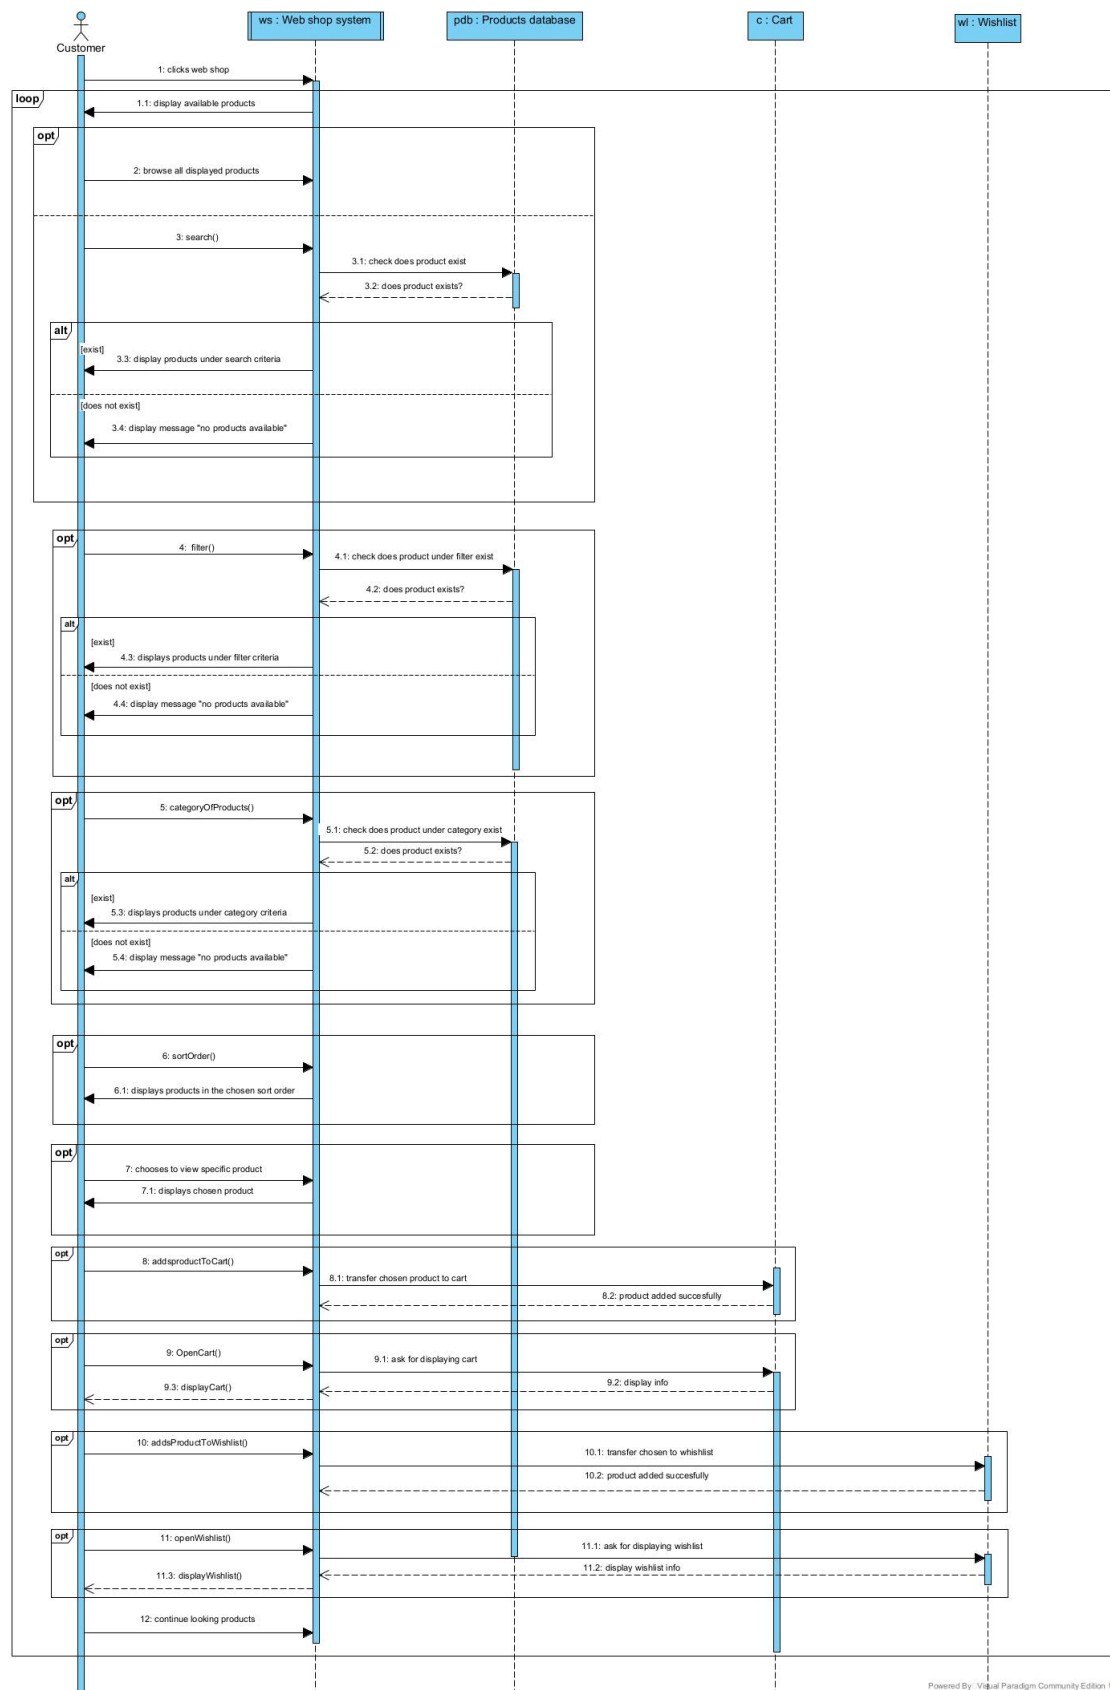 ws : Web shop system
pdb : Products database
c : Cart
wl : Wishlist
Customer
1: clicks web shop
loop
1.1: display available products
opt
2: browse all displayed products
3: search()
3.1: check does product exist
3.2: does product exists?
alt
[exist]
3.3: display products under search criteria
[does not exist]
3.4: display message "no products available"
opt
4: filter()
4.1: check does product under filter exist
4.2: does product exists?
alt
[exist]
4.3: displays products under filter criteria
[does not exist]
4.4: display message "no products available"
opt
5: categoryOfProducts()
5.1: check does product under category exist
5.2: does product exists?
alt
[exist]
5.3: displays products under category criteria
[does not exist]
5.4: display message "no products available"
opt
6: sortOrder()
6.1: displays products in the chosen sort order
opt
7: chooses to view specific product
7.1: displays chosen product
opt
8: addsproductToCart()
8.1: transfer chosen product to cart
8.2: product added succesfully
opt
9: OpenCart()
9.1: ask for displaying cart
9.2: display info
9.3: displayCart()
opt
10: addsProductToWishlist()
10.1: transfer chosen to whishlist
10.2: product added succesfully
opt
11: openWishlist()
11.1: ask for displaying wishlist
11.2: display wishlist info
11.3: displayWishlist()
12: continue looking products
Powered By: Visual Paradigm Community Edition